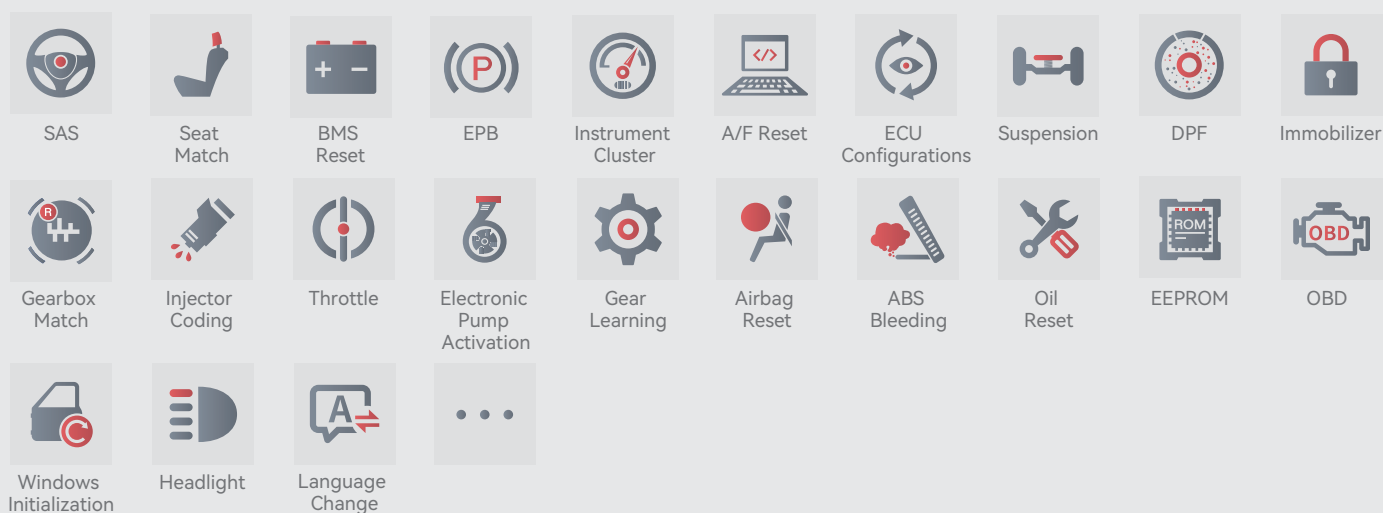 P
</>
SAS
Seat
Match
BMS
Reset
EPB
Instrument
Cluster
A/F Reset
ECU
Configurations
Suspension
DPF
Immobilizer
R
ROM
OBD
Gearbox
Match
Injector
Coding
Throttle
Electronic
Pump
Activation
Gear
Learning
Airbag
Reset
ABS
Bleeding
Oil
Reset
EEPROM
OBD
A
Windows
Initialization
Headlight
Language
Change